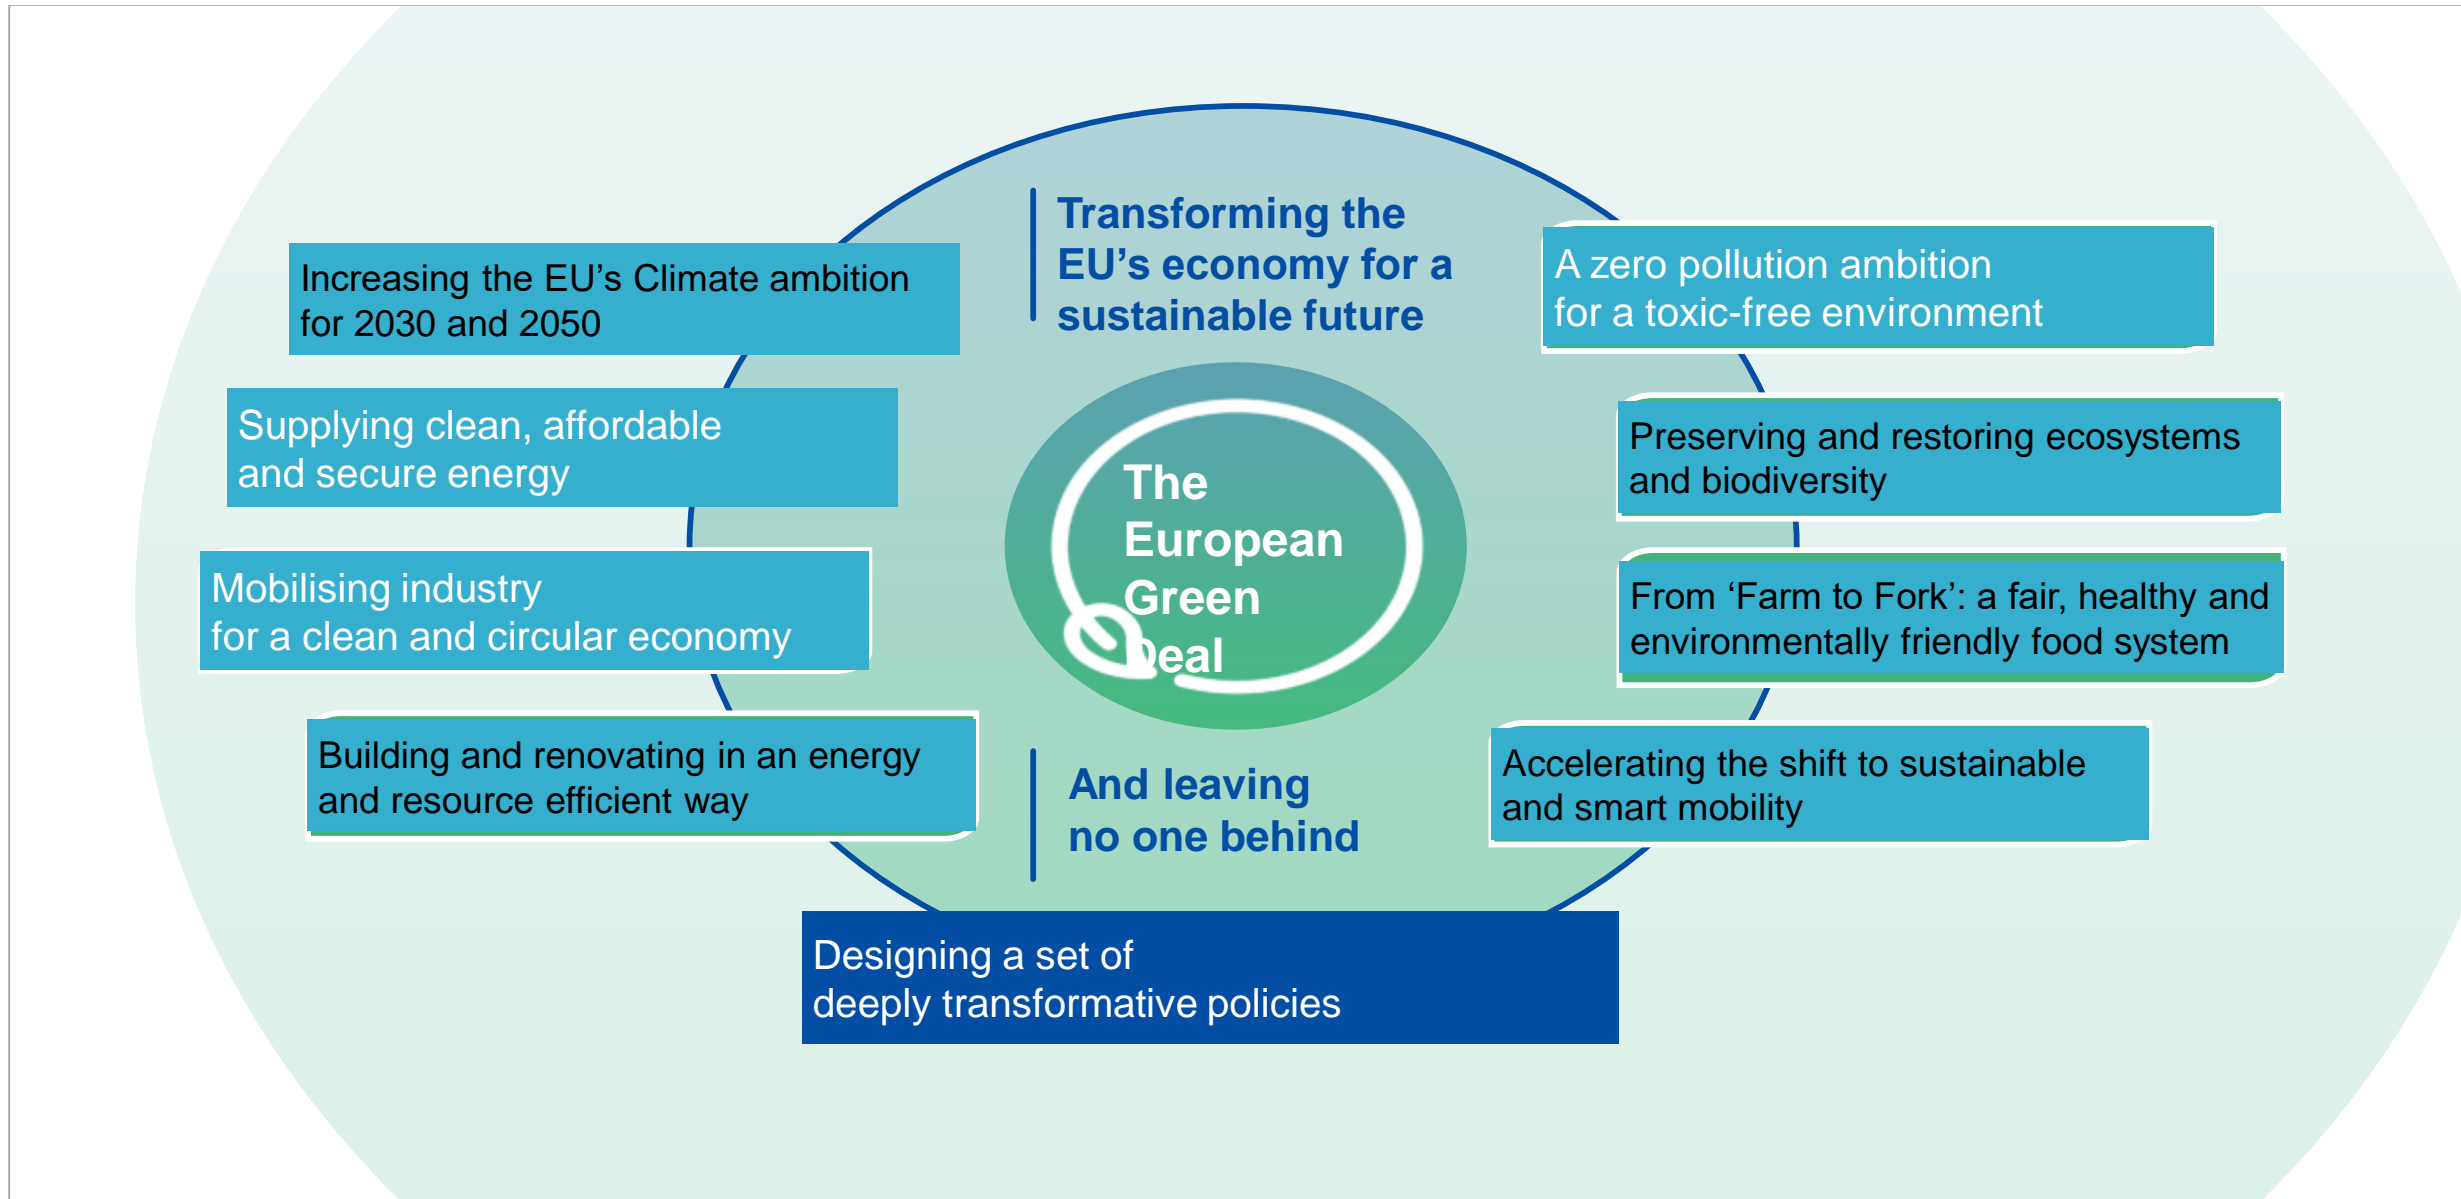 Transforming the
EU’s economy for a
sustainable future
Increasing the EU’s Climate ambition
for 2030 and 2050
Supplying clean, affordable
and secure energy
Mobilising industry
for a clean and circular economy
Building and renovating in an energy
and resource efficient way
The
European
Green
Deal
A zero pollution ambition
for a toxic-free environment
Preserving and restoring ecosystems
and biodiversity
From ‘Farm to Fork’: a fair, healthy and
environmentally friendly food system
Accelerating the shift to sustainable
and smart mobility
And leaving
no one behind
Designing a set of
deeply transformative policies